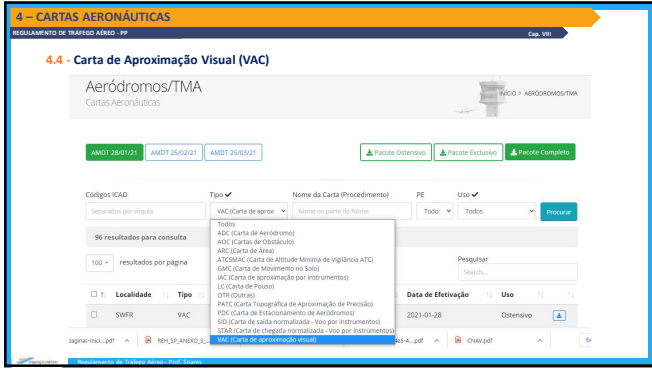 4 – CARTAS AERONÁUTICAS
REGULAMENTO DE TRÁFEGO AÉREO - PP
Cap. VIII
4.4 - Carta de Aproximação Visual (VAC)
Aeródromos/TMA
Cartas Aeronáuticas
INÍCIO > AERÓDROMOS/TMA
AMDT 28/01/21 AMDT 25/02/21 AMDT 25/03/21 Pacote Ostensivo Pacote Exclusivo Pacote Completo
Códigos ICAO Tipo Nome da Carta (Procedimento) PE Uso
Separados por vírgula VAC (Carta de aprox Nome ou parte do Nome Todos Todos Procurar
Todos
ADC (Carta de Aeródromo)
96 resultados para consulta
AOC (Cartas de Obstáculo)
ARC (Carta de Área)
ATCSMAC (Carta de Altitude Mínima de Vigilância ATC)
GMC (Carta de Movimento no Solo)
IAC (Carta de aproximação por instrumentos)
LC (Carta de Pouso)
OTR (Outras)
PATC (Carta Topográfica de Aproximação de Precisão)
PDC (Carta de Estacionamento de Aeródromos)
SID (Carta de saída normalizada - Voo por instrumentos)
STAR (Carta de chegada normalizada - Voo por instrumentos)
VAC (Carta de aproximação visual)
100 resultados por página
Pesquisar
Search...
Localidade Tipo Data de Efetivação Uso
SWFR VAC 2021-01-28 Ostensivo
paginas-inici....pdf REH_SP_ANEXO_3_... 4e5-4....pdf CNAV.pdf
Regulamento de Tráfego Aéreo– Prof. Soares